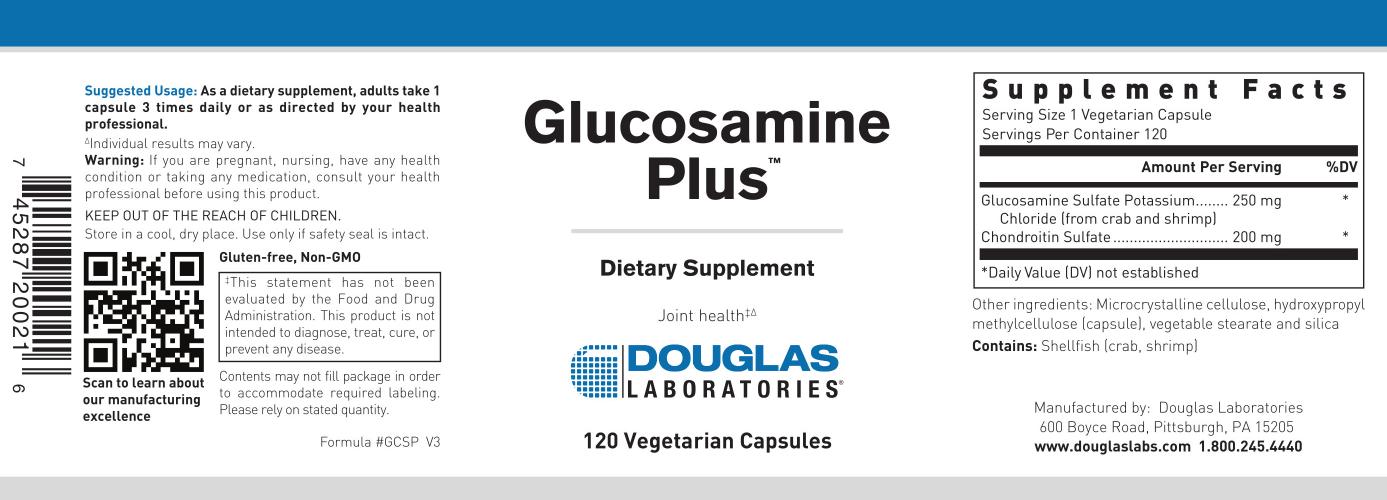 Suggested Usage: As a dietary supplement, adults take 1
capsule 3 times daily or as directed by your health
professional.
ΔIndividual results may vary.
Warning: If you are pregnant, nursing, have any health
condition or taking any medication, consult your health
professional before using this product.
KEEP OUT OF THE REACH OF CHILDREN.
Store in a cool, dry place. Use only if safety seal is intact.
7 45287 20021 6
Scan to learn about
our manufacturing
excellence
Gluten-free, Non-GMO
‡This statement has not been
evaluated by the Food and Drug
Administration. This product is not
intended to diagnose, treat, cure, or
prevent any disease.
Contents may not fill package in order
to accommodate required labeling.
Please rely on stated quantity.
Formula #GCSP V3
Glucosamine
Plus™
Dietary Supplement
Joint health‡Δ
DOUGLAS
LABORATORIES®
120 Vegetarian Capsules
Supplement Facts
Serving Size 1 Vegetarian Capsule
Servings Per Container 120
Amount Per Serving %DV
Glucosamine Sulfate Potassium........ 250 mg *
Chloride (from crab and shrimp)
Chondroitin Sulfate............................ 200 mg *
*Daily Value (DV) not established
Other ingredients: Microcrystalline cellulose, hydroxypropyl
methylcellulose (capsule), vegetable stearate and silica
Contains: Shellfish (crab, shrimp)
Manufactured by: Douglas Laboratories
600 Boyce Road, Pittsburgh, PA 15205
www.douglaslabs.com 1.800.245.4440